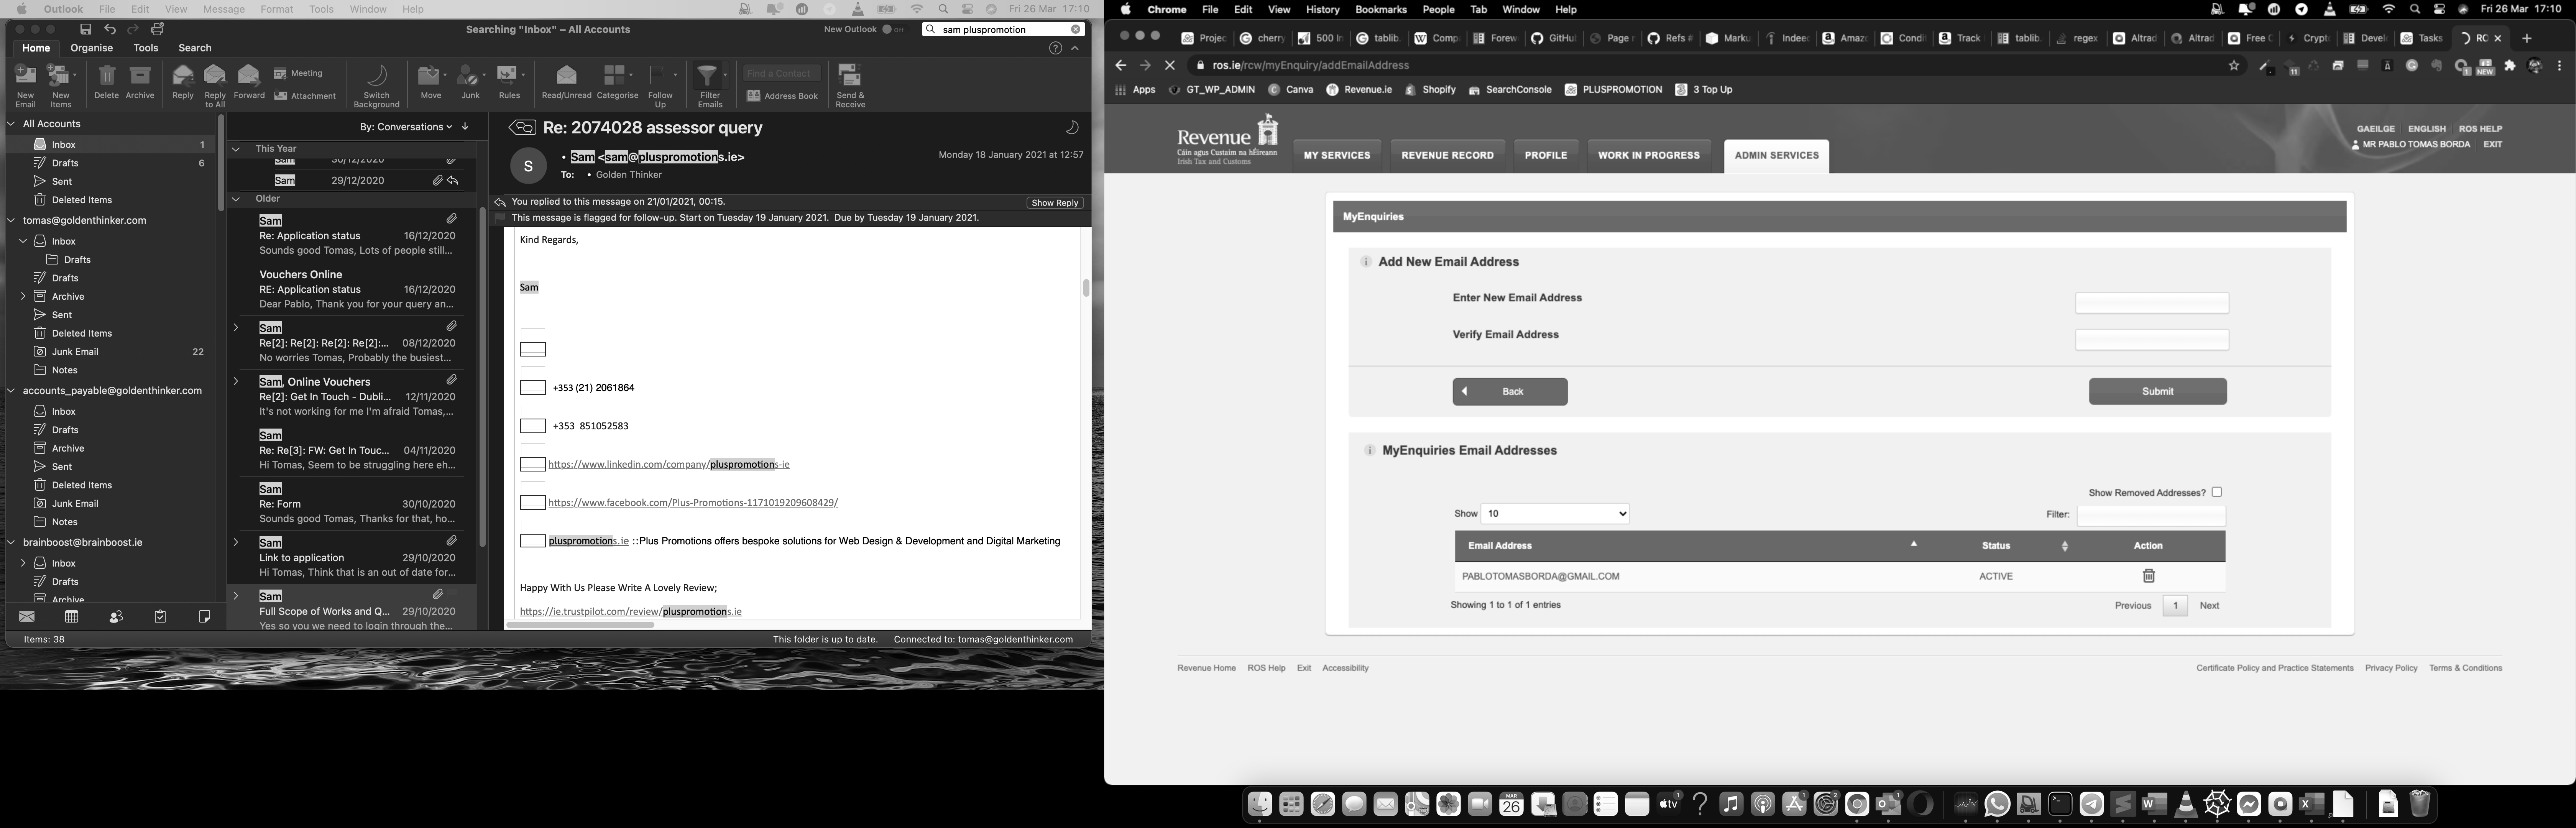 Outlook File Edit View Message Format Tools Window Help Fri 26 Mar 17:10
Searching "Inbox" – All Accounts New Outlook sam pluspromotion
Home Organise Tools Search
New Email New Items Delete Archive Reply Reply to All Forward Meeting Attachment Switch Background Move Junk Rules Read/Unread Categorise Follow Up Filter Emails Find a Contact Address Book Send & Receive
All Accounts
Inbox 1
Drafts 6
Sent
Deleted Items
tomas@goldenthinker.com
Inbox
Drafts
Drafts
Archive
Sent
Deleted Items
Junk Email 22
Notes
accounts_payable@goldenthinker.com
Inbox
Drafts
Archive
Sent
Deleted Items
Junk Email
Notes
brainboost@brainboost.ie
Inbox
Drafts
Archive
By: Conversations
This Year
Sam 30/12/2020
Sam 29/12/2020
Older
Sam
Re: Application status 16/12/2020
Sounds good Tomas, Lots of people still...
Vouchers Online
RE: Application status 16/12/2020
Dear Pablo, Thank you for your query an...
Sam
Re[2]: Re[2]: Re[2]: Re[2]:... 08/12/2020
No worries Tomas, Probably the busiest...
Sam, Online Vouchers
Re[2]: Get In Touch - Dubli... 12/11/2020
It's not working for me I'm afraid Tomas,...
Sam
Re: Re[3]: FW: Get In Touc... 04/11/2020
Hi Tomas, Seem to be struggling here eh...
Sam
Re: Form 30/10/2020
Sounds good Tomas, Thanks for that, ho...
Sam
Link to application 29/10/2020
Hi Tomas, Think that is an out of date for...
Sam
Full Scope of Works and Q... 29/10/2020
Yes so you we need to login through the...
Re: 2074028 assessor query
S
Sam <sam@pluspromotions.ie> Monday 18 January 2021 at 12:57
To: • Golden Thinker
You replied to this message on 21/01/2021, 00:15. Show Reply
This message is flagged for follow-up. Start on Tuesday 19 January 2021. Due by Tuesday 19 January 2021.
Kind Regards,
Sam
+353 (21) 2061864
+353 851052583
https://www.linkedin.com/company/pluspromotions-ie
https://www.facebook.com/Plus-Promotions-1171019209608429/
pluspromotions.ie ::Plus Promotions offers bespoke solutions for Web Design & Development and Digital Marketing
Happy With Us Please Write A Lovely Review;
https://ie.trustpilot.com/review/pluspromotions.ie
Items: 38 This folder is up to date. Connected to: tomas@goldenthinker.com
Chrome File Edit View History Bookmarks People Tab Window Help Fri 26 Mar 17:10
Projec cherry 500 In tablib. Comp Forew GitHu Page r Refs # Marku Indeed Amaz Condi Track tablib. regex Altrad Altrad Free C Crypt Devel Tasks RO
ros.ie/rcw/myEnquiry/addEmailAddress 11 NEW
Apps GT_WP_ADMIN Canva Revenue.ie Shopify SearchConsole PLUSPROMOTION 3 Top Up
Revenue
Cáin agus Custaim na hÉireann
Irish Tax and Customs
MY SERVICES REVENUE RECORD PROFILE WORK IN PROGRESS ADMIN SERVICES
GAEILGE ENGLISH ROS HELP
MR PABLO TOMAS BORDA EXIT
MyEnquiries
Add New Email Address
Enter New Email Address
Verify Email Address
Back Submit
MyEnquiries Email Addresses
Show Removed Addresses?
Show 10 Filter:
Email Address Status Action
PABLOTOMASBORDA@GMAIL.COM ACTIVE
Showing 1 to 1 of 1 entries Previous 1 Next
Revenue Home ROS Help Exit Accessibility Certificate Policy and Practice Statements Privacy Policy Terms & Conditions
MAR 26 tv